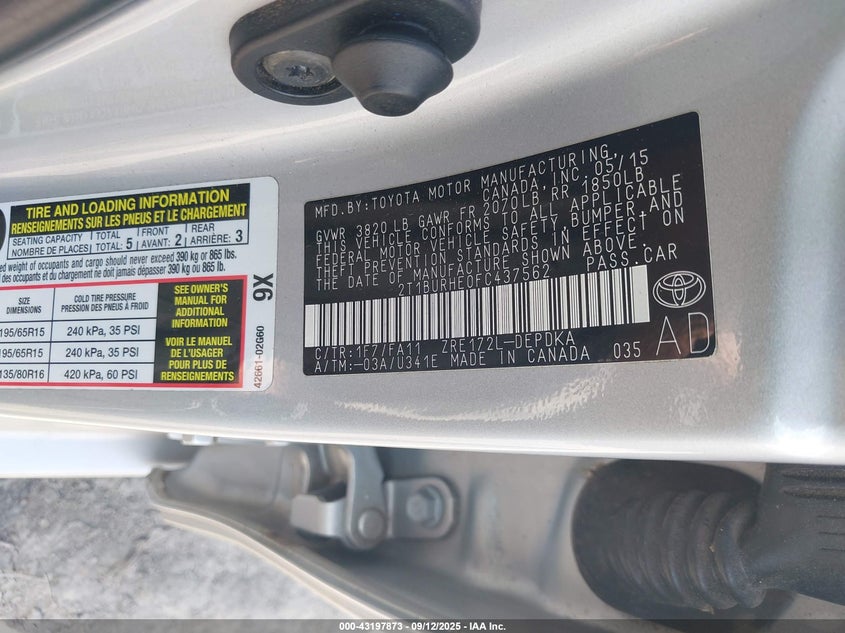 TIRE AND LOADING INFORMATION
RENSEIGNEMENTS SUR LES PNEUS ET LE CHARGEMENT
SEATING CAPACITY TOTAL 5 FRONT 2 REAR 3
NOMBRE DE PLACES TOTAL: AVANT: ARRIÈRE:
weight of occupants and cargo should never exceed 390 kg or 865 lbs.
et du chargement ne doit jamais dépasser 390 kg ou 865 lb.
SIZE COLD TIRE PRESSURE
DIMENSIONS PRESSION DES PNEUS À FROID
195/65R15 240 kPa, 35 PSI
195/65R15 240 kPa, 35 PSI
135/80R16 420 kPa, 60 PSI
SEE OWNER'S
MANUAL FOR
ADDITIONAL
INFORMATION
VOIR LE MANUEL
DE L'USAGER
POUR PLUS DE
RENSEIGNEMENTS
9X
42661-02G60
MFD. BY: TOYOTA MOTOR MANUFACTURING,
CANADA, INC. 05/15
GVWR 3820 LB GAWR FR 2070LB RR 1850LB
THIS VEHICLE CONFORMS TO ALL APPLICABLE
FEDERAL MOTOR VEHICLE SAFETY, BUMPER AND
THEFT PREVENTION STANDARDS IN EFFECT ON
THE DATE OF MANUFACTURE SHOWN ABOVE.
2T1BURHE0FC437562 PASS.CAR
C/TR:1F7/FA11 ZRE172L-DEPDKA
A/TM:-03A/U341E MADE IN CANADA 035
AD
000-43197873 - 09/12/2025 - IAA Inc.